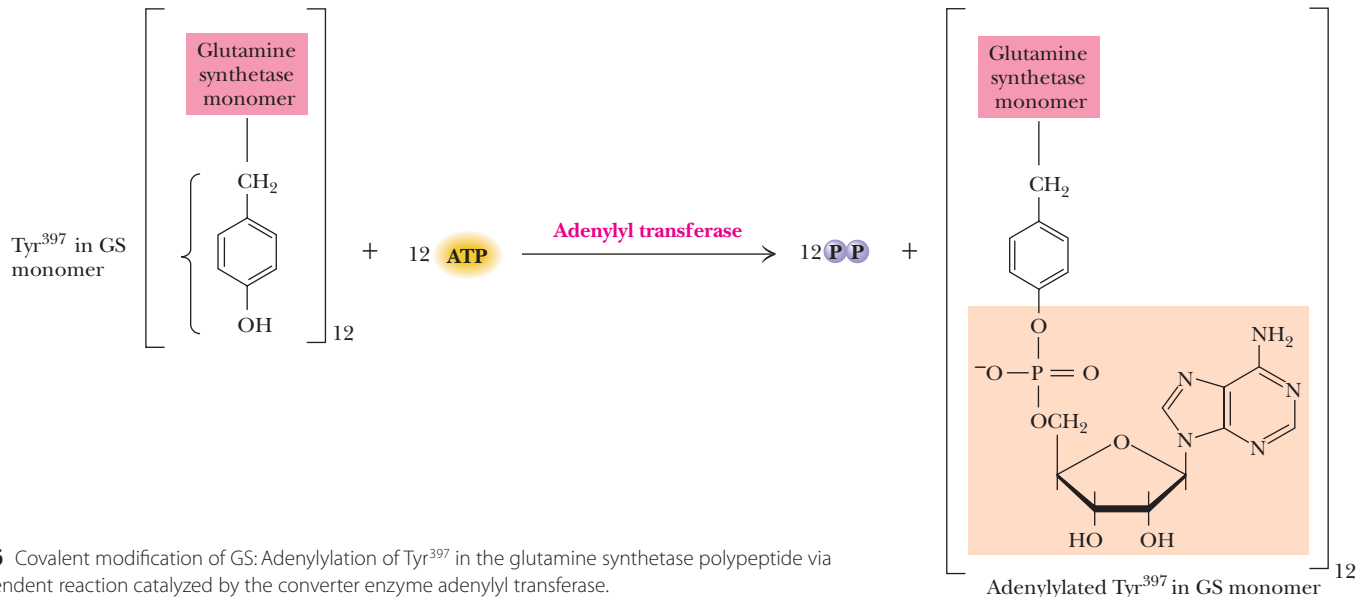 Glutamine
synthetase
monomer
CH₂
OH
Tyr³⁹⁷ in GS
monomer
12
+
12 ATP
Adenylyl transferase
12 P P
+
Glutamine
synthetase
monomer
CH₂
O
⁻O—P=O
OCH₂
O
HO OH
NH₂
N
N
N
N
12
Adenylylated Tyr³⁹⁷ in GS monomer
6 Covalent modification of GS: Adenylylation of Tyr³⁹⁷ in the glutamine synthetase polypeptide via
endent reaction catalyzed by the converter enzyme adenylyl transferase.